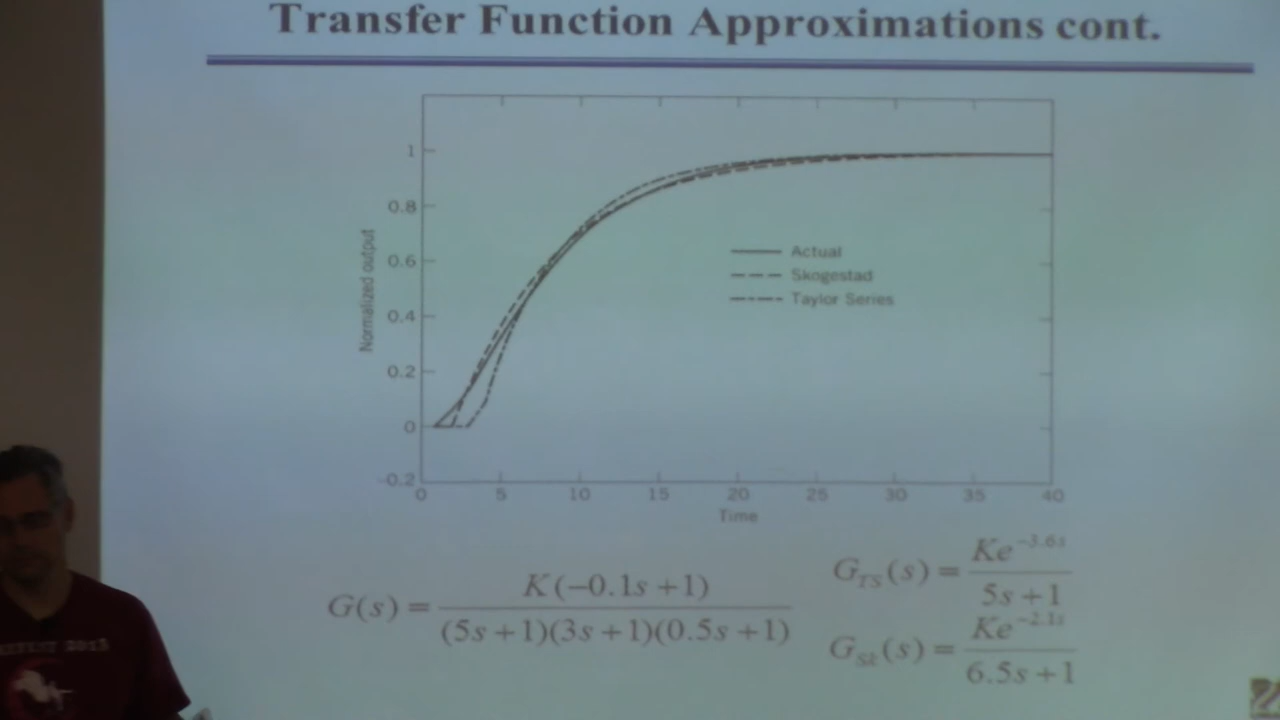 Transfer Function Approximations cont.
1
0.8
0.6
0.4
0.2
0
-0.2
Normalized output
Actual
Skogestad
Taylor Series
0 5 10 15 20 25 30 35 40
Time
G(s) = K(−0.1s +1) / (5s +1)(3s +1)(0.5s +1)
G_TS(s) = Ke^−3.6s / 5s +1
G_Sk(s) = Ke^−2.1s / 6.5s +1
2013